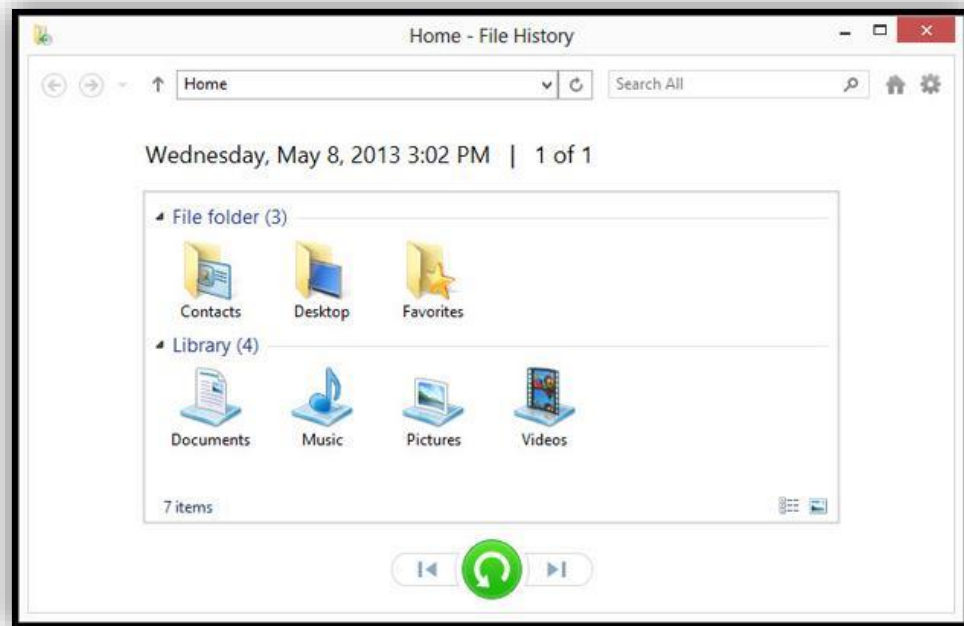 Home - File History
Home
Search All
Wednesday, May 8, 2013 3:02 PM | 1 of 1
File folder (3)
Contacts Desktop Favorites
Library (4)
Documents Music Pictures Videos
7 items